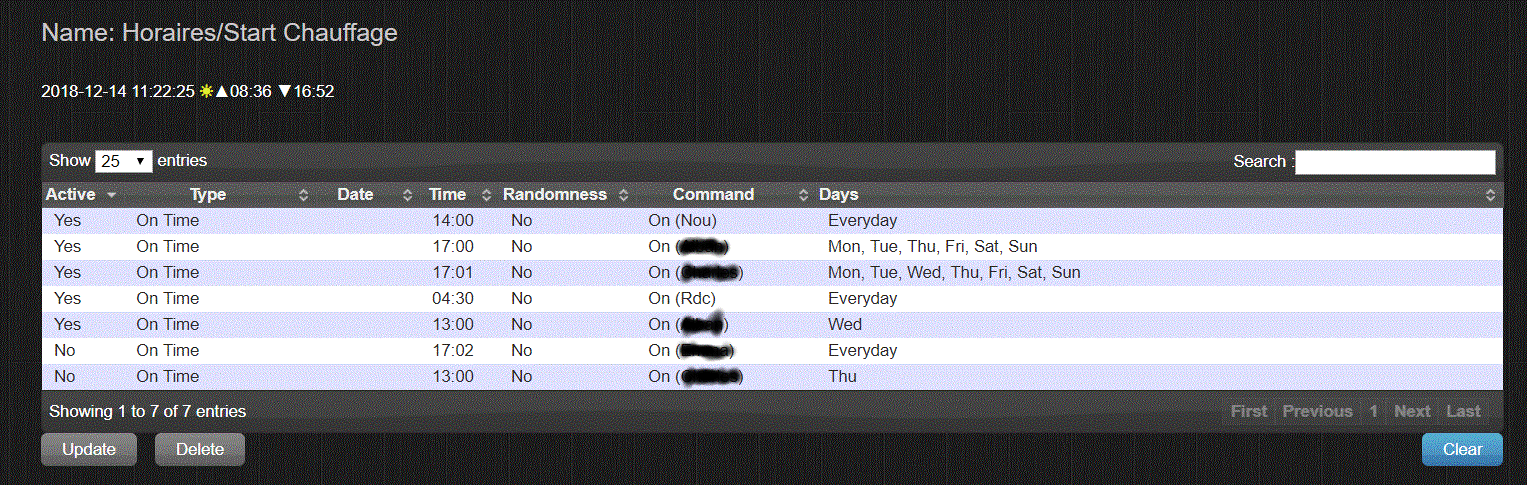 Name: Horaires/Start Chauffage
2018-12-14 11:22:25 ☀▲08:36 ▼16:52
Show 25 entries Search :
Active Type Date Time Randomness Command Days
Yes On Time 14:00 No On (Nou) Everyday
Yes On Time 17:00 No On ( ) Mon, Tue, Thu, Fri, Sat, Sun
Yes On Time 17:01 No On ( ) Mon, Tue, Wed, Thu, Fri, Sat, Sun
Yes On Time 04:30 No On (Rdc) Everyday
Yes On Time 13:00 No On ( ) Wed
No On Time 17:02 No On ( ) Everyday
No On Time 13:00 No On ( ) Thu
Showing 1 to 7 of 7 entries First Previous 1 Next Last
Update Delete Clear